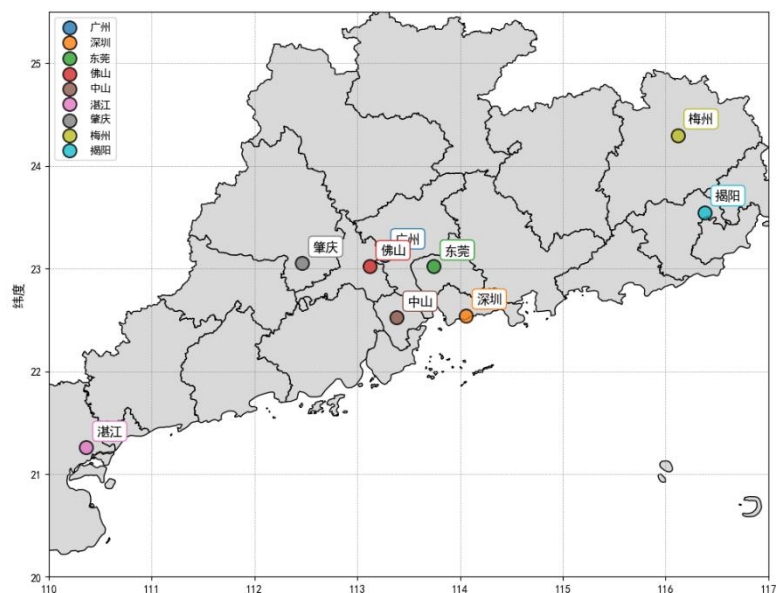 广州
深圳
东莞
佛山
中山
湛江
肇庆
梅州
揭阳
梅州
揭阳
广州
肇庆
佛山
东莞
中山
深圳
湛江
纬度
25
24
23
22
21
20
110
111
112
113
114
115
116
117